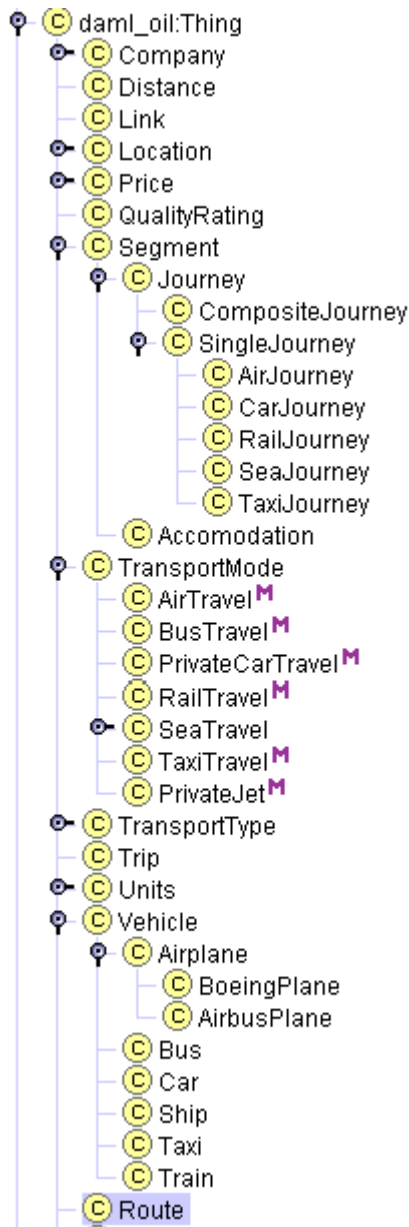 C daml_oil:Thing
C Company
C Distance
C Link
C Location
C Price
C QualityRating
C Segment
C Journey
C CompositeJourney
C SingleJourney
C AirJourney
C CarJourney
C RailJourney
C SeaJourney
C TaxiJourney
C Accomodation
C TransportMode
C AirTravel M
C BusTravel M
C PrivateCarTravel M
C RailTravel M
C SeaTravel
C TaxiTravel M
C PrivateJet M
C TransportType
C Trip
C Units
C Vehicle
C Airplane
C BoeingPlane
C AirbusPlane
C Bus
C Car
C Ship
C Taxi
C Train
C Route